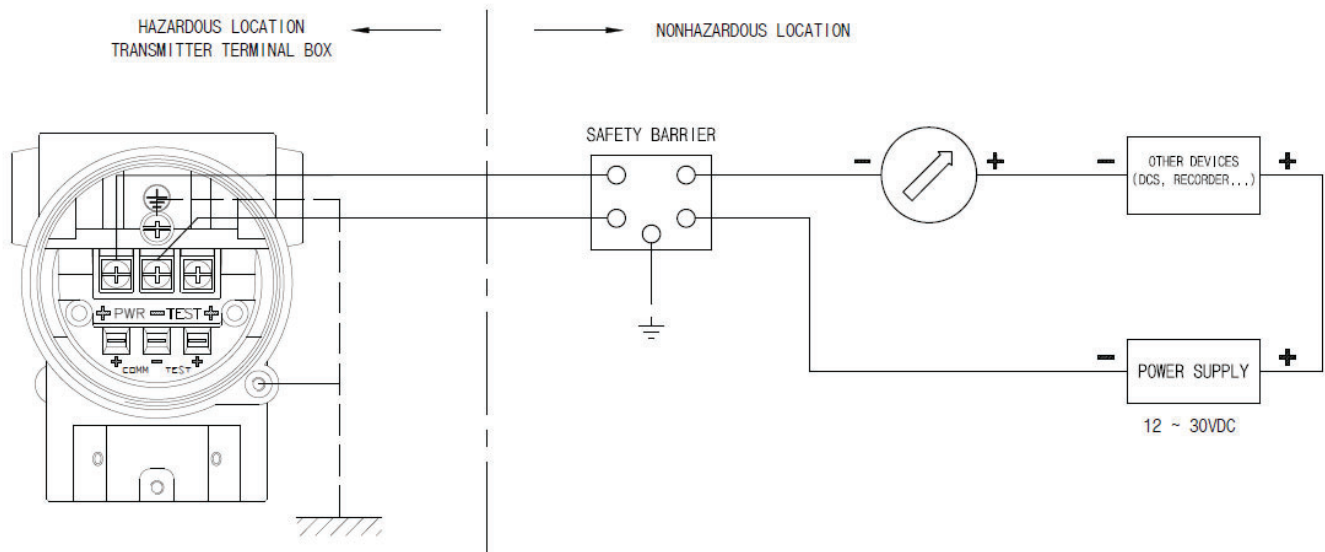 HAZARDOUS LOCATION
TRANSMITTER TERMINAL BOX
NONHAZARDOUS LOCATION
SAFETY BARRIER
- +
- OTHER DEVICES +
(DCS, RECORDER...)
+ PWR - TEST +
+ - +
COMM TEST
- POWER SUPPLY +
12 ~ 30VDC